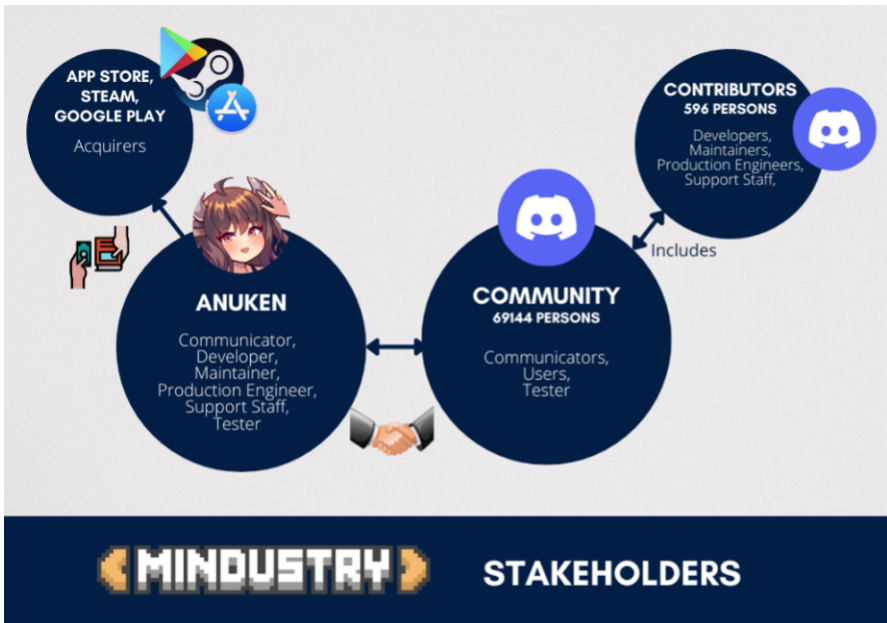 APP STORE,
STEAM,
GOOGLE PLAY
Acquirers
CONTRIBUTORS
596 PERSONS
Developers,
Maintainers,
Production Engineers,
Support Staff,
Includes
ANUKEN
Communicator,
Developer,
Maintainer,
Production Engineer,
Support Staff,
Tester
COMMUNITY
69144 PERSONS
Communicators,
Users,
Tester
MINDUSTRY STAKEHOLDERS